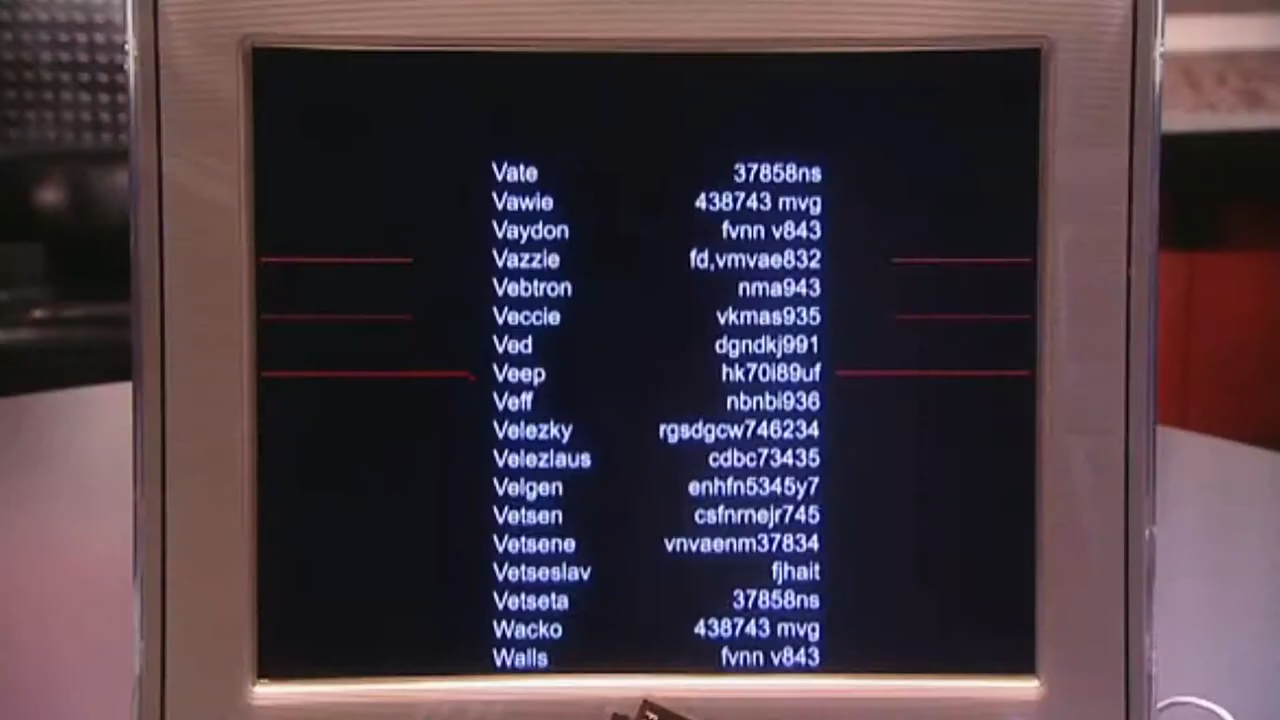 Vate 37858ns
Vawie 438743 mvg
Vaydon fvnn v843
Vazzie fd,vmvae832
Vebtron nma943
Veccie vkmas935
Ved dgndkj991
Veep hk70i89uf
Veff nbnbi936
Velezky rgsdgcw746234
Velezlaus cdbc73435
Velgen enhfn5345y7
Vetsen csfnrnejr745
Vetsene vnvaenm37834
Vetseslav fjhait
Vetseta 37858ns
Wacko 438743 mvg
Walls fvnn v843